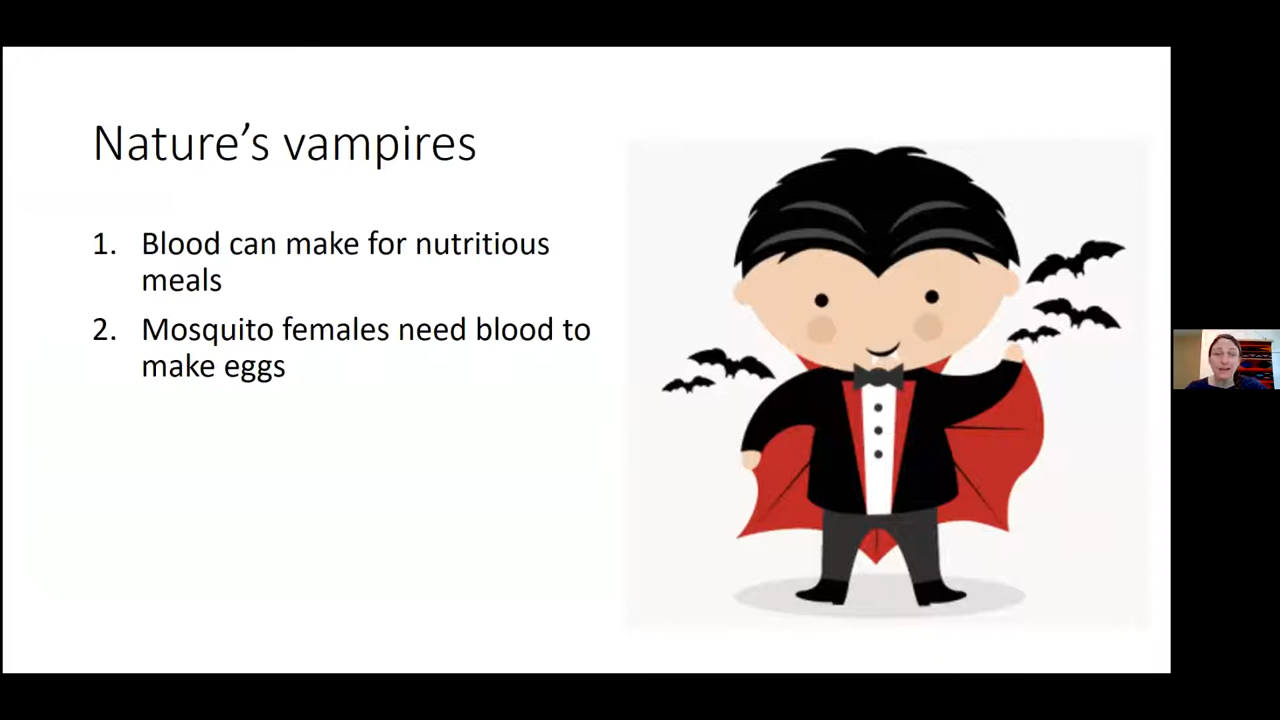 Nature’s vampires
1. Blood can make for nutritious
meals
2. Mosquito females need blood to
make eggs